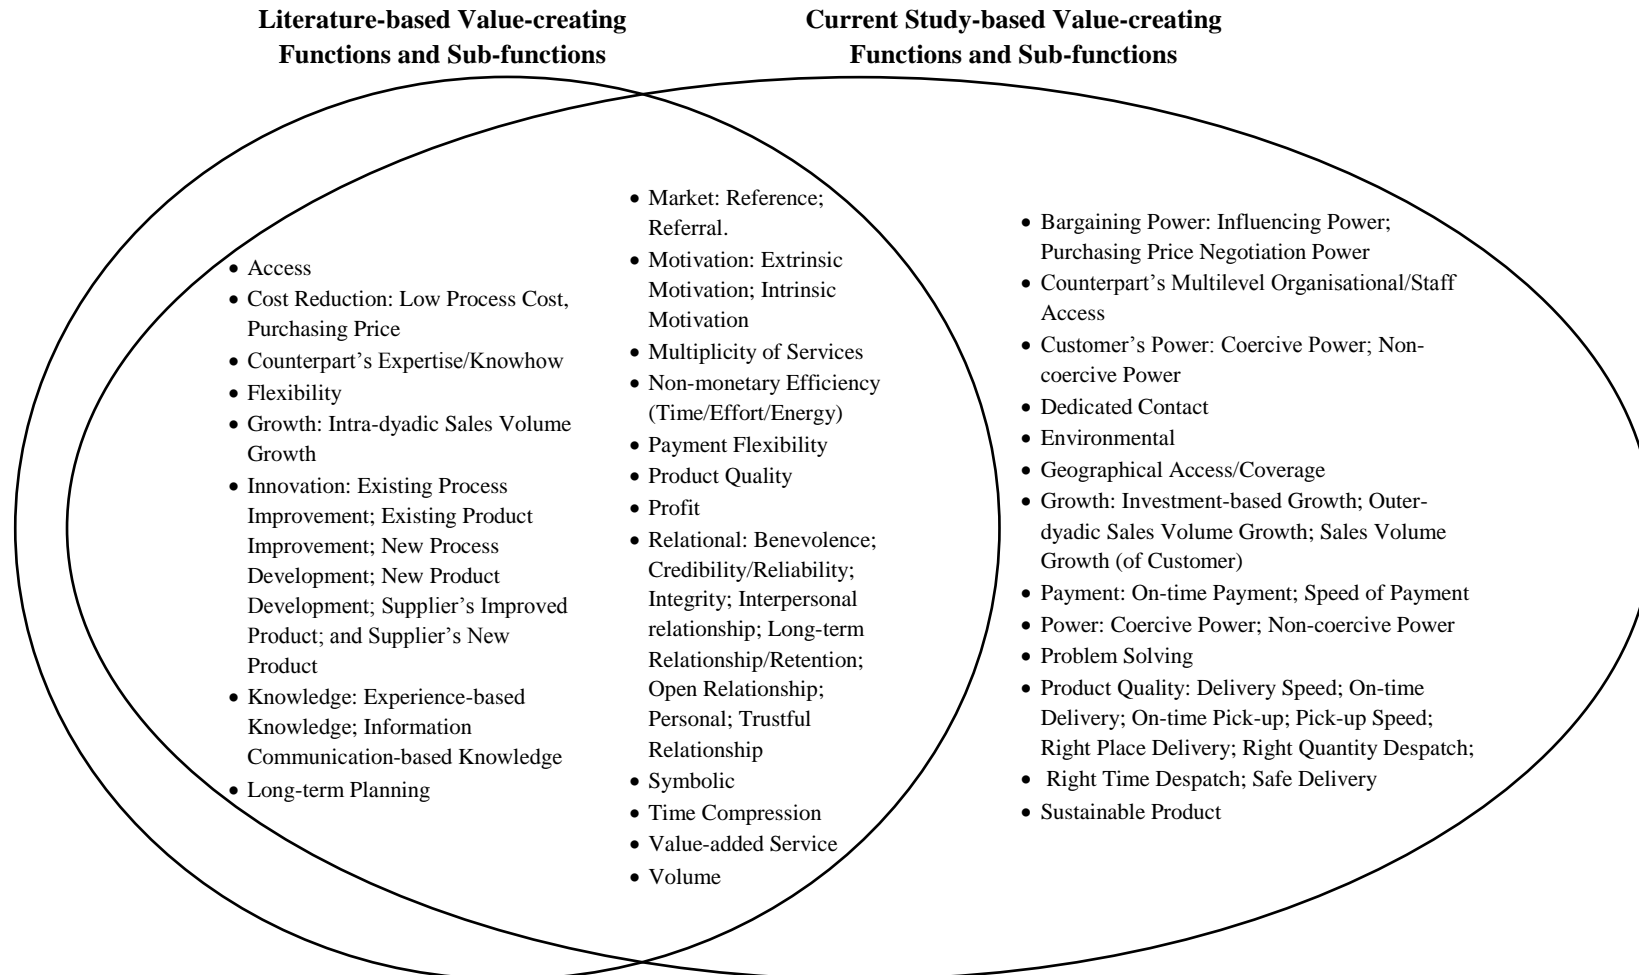 Literature-based Value-creating
Functions and Sub-functions
Current Study-based Value-creating
Functions and Sub-functions
• Access
• Cost Reduction: Low Process Cost,
Purchasing Price
• Counterpart's Expertise/Knowhow
• Flexibility
• Growth: Intra-dyadic Sales Volume
Growth
• Innovation: Existing Process
Improvement; Existing Product
Improvement; New Process
Development; New Product
Development; Supplier's Improved
Product; and Supplier's New
Product
• Knowledge: Experience-based
Knowledge; Information
Communication-based Knowledge
• Long-term Planning
• Market: Reference;
Referral.
• Motivation: Extrinsic
Motivation; Intrinsic
Motivation
• Multiplicity of Services
• Non-monetary Efficiency
(Time/Effort/Energy)
• Payment Flexibility
• Product Quality
• Profit
• Relational: Benevolence;
Credibility/Reliability;
Integrity; Interpersonal
relationship; Long-term
Relationship/Retention;
Open Relationship;
Personal; Trustful
Relationship
• Symbolic
• Time Compression
• Value-added Service
• Volume
• Bargaining Power: Influencing Power;
Purchasing Price Negotiation Power
• Counterpart's Multilevel Organisational/Staff
Access
• Customer's Power: Coercive Power; Non-
coercive Power
• Dedicated Contact
• Environmental
• Geographical Access/Coverage
• Growth: Investment-based Growth; Outer-
dyadic Sales Volume Growth; Sales Volume
Growth (of Customer)
• Payment: On-time Payment; Speed of Payment
• Power: Coercive Power; Non-coercive Power
• Problem Solving
• Product Quality: Delivery Speed; On-time
Delivery; On-time Pick-up; Pick-up Speed;
Right Place Delivery; Right Quantity Despatch;
• Right Time Despatch; Safe Delivery
• Sustainable Product